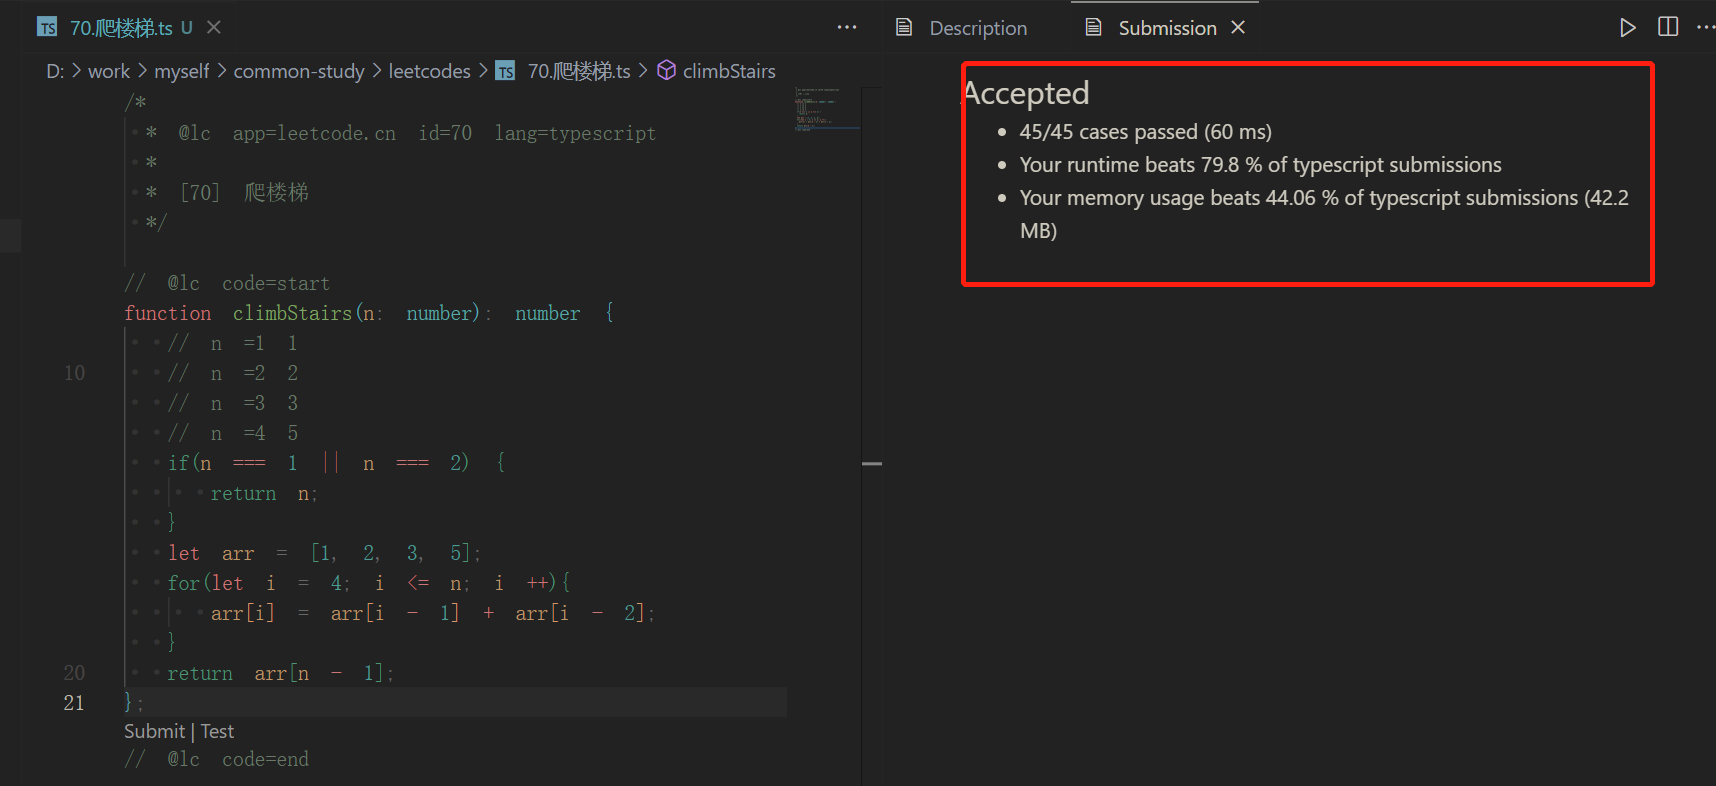 TS 70.爬楼梯.ts U
Description
Submission
D: > work > myself > common-study > leetcodes > TS 70.爬楼梯.ts > climbStairs
/*
* @lc app=leetcode.cn id=70 lang=typescript
*
* [70] 爬楼梯
*/
// @lc code=start
function climbStairs(n: number): number {
// n =1 1
10 // n =2 2
// n =3 3
// n =4 5
if(n === 1 || n === 2) {
return n;
}
let arr = [1, 2, 3, 5];
for(let i = 4; i <= n; i ++){
arr[i] = arr[i - 1] + arr[i - 2];
}
20 return arr[n - 1];
21 };
Submit | Test
// @lc code=end
Accepted
• 45/45 cases passed (60 ms)
• Your runtime beats 79.8 % of typescript submissions
• Your memory usage beats 44.06 % of typescript submissions (42.2
MB)